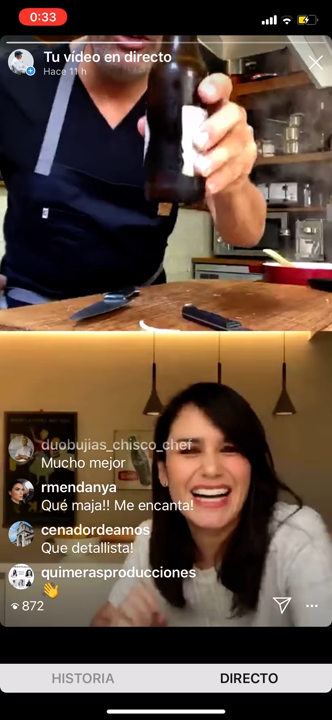 0:33
Tu vídeo en directo
Hace 11 h
duobujias_chisco_chef
Mucho mejor
rmendanya
Qué maja!! Me encanta!
cenadordeamos
Que detallista!
quimerasproducciones
👋
872
HISTORIA
DIRECTO